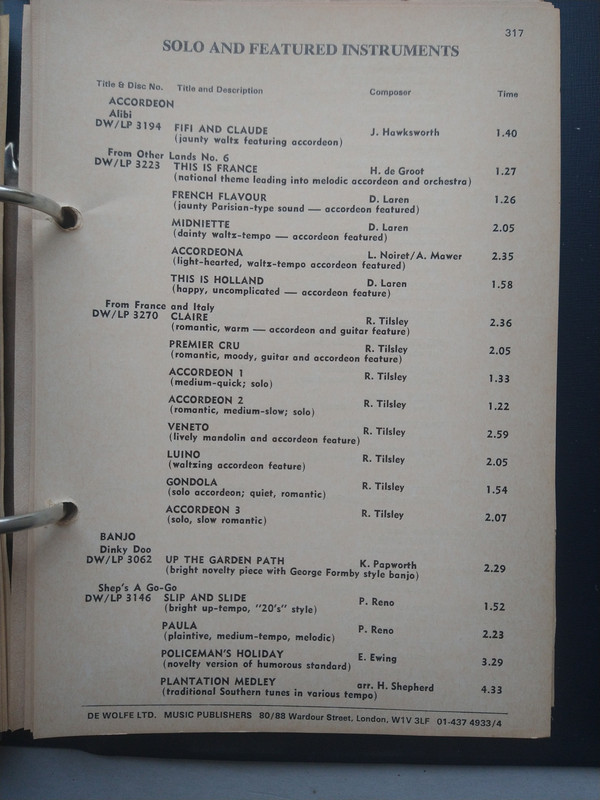 317
SOLO AND FEATURED INSTRUMENTS
Title & Disc No. Title and Description Composer Time
ACCORDEON
Alibi
DW/LP 3194 FIFI AND CLAUDE J. Hawksworth 1.40
(jaunty waltz featuring accordeon)
From Other Lands No. 6
DW/LP 3223 THIS IS FRANCE H. de Groot 1.27
(national theme leading into melodic accordeon and orchestra)
FRENCH FLAVOUR D. Laren 1.26
(jaunty Parisian-type sound — accordeon featured)
MIDNIETTE D. Laren 2.05
(dainty waltz-tempo — accordeon featured)
ACCORDEONA L. Noiret/A. Mawer 2.35
(light-hearted, waltz-tempo accordeon featured)
THIS IS HOLLAND D. Laren 1.58
(happy, uncomplicated — accordeon featured)
From France and Italy
DW/LP 3270 CLAIRE R. Tilsley 2.36
(romantic, warm — accordeon and guitar feature)
PREMIER CRU R. Tilsley 2.05
(romantic, moody, guitar and accordeon feature)
ACCORDEON 1 R. Tilsley 1.33
(medium-quick; solo)
ACCORDEON 2 R. Tilsley 1.22
(romantic, medium-slow; solo)
VENETO R. Tilsley 2.59
(lively mandolin and accordeon feature)
LUINO R. Tilsley 2.05
(waltzing accordeon feature)
GONDOLA R. Tilsley 1.54
(solo accordeon; quiet, romantic)
ACCORDEON 3 R. Tilsley 2.07
(solo, slow romantic)
BANJO
Dinky Doo
DW/LP 3062 UP THE GARDEN PATH K. Papworth 2.29
(bright novelty piece with George Formby style banjo)
Shep's A Go-Go
DW/LP 3146 SLIP AND SLIDE P. Reno 1.52
(bright up-tempo, "20's" style)
PAULA P. Reno 2.23
(plaintive, medium-tempo, melodic)
POLICEMAN'S HOLIDAY E. Ewing 3.29
(novelty version of humorous standard)
PLANTATION MEDLEY arr. H. Shepherd 4.33
(traditional Southern tunes in various tempo)
DE WOLFE LTD. MUSIC PUBLISHERS 80/88 Wardour Street, London, W1V 3LF 01-437 4933/4